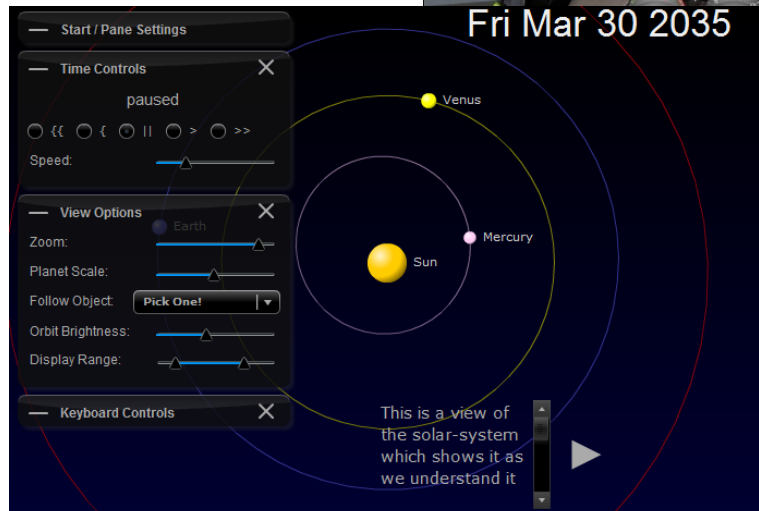 Fri Mar 30 2035
Start / Pane Settings
Time Controls
paused
{{ { || > >>
Speed:
View Options
Earth
Zoom:
Planet Scale:
Follow Object: Pick One!
Orbit Brightness:
Display Range:
Keyboard Controls
Venus
Mercury
Sun
This is a view of
the solar-system
which shows it as
we understand it